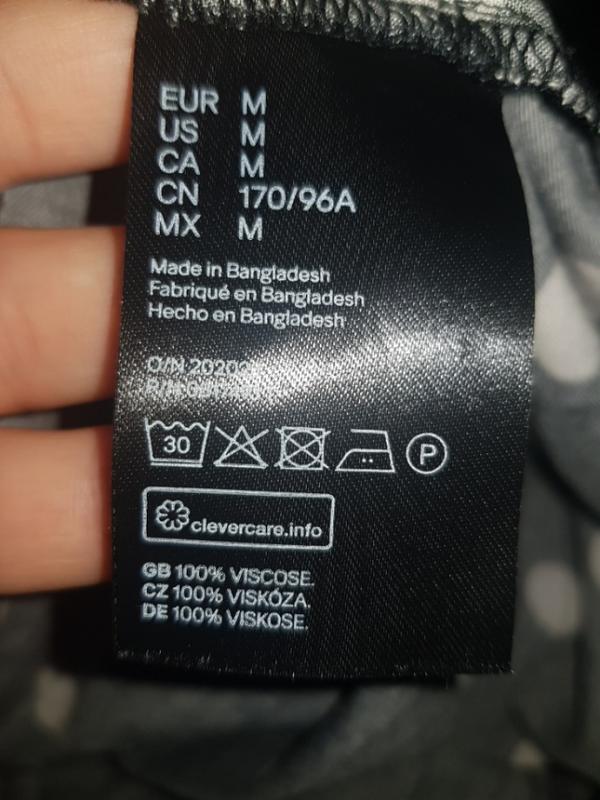 EUR M
US M
CA M
CN 170/96A
MX M
Made in Bangladesh
Fabriqué en Bangladesh
Hecho en Bangladesh
O/N
30
P
clevercare.info
GB 100% VISCOSE.
CZ 100% VISKÓZA.
DE 100% VISKOSE.